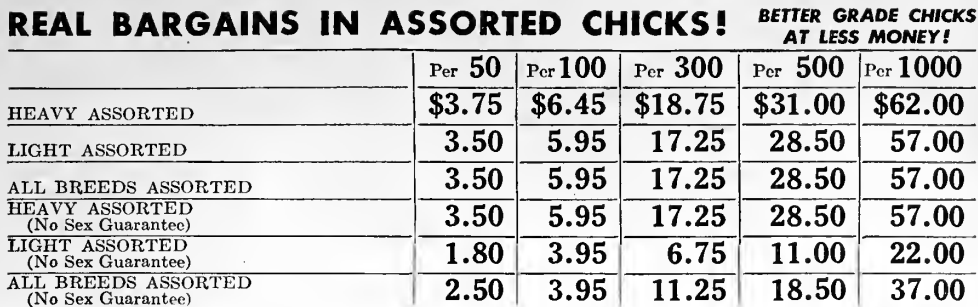 REAL BARGAINS IN ASSORTED CHICKS! BETTER GRADE CHICKS
AT LESS MONEY!
Per 50 Per 100 Per 300 Per 500 Per 1000
HEAVY ASSORTED $3.75 $6.45 $18.75 $31.00 $62.00
LIGHT ASSORTED 3.50 5.95 17.25 28.50 57.00
ALL BREEDS ASSORTED 3.50 5.95 17.25 28.50 57.00
HEAVY ASSORTED
(No Sex Guarantee) 3.50 5.95 17.25 28.50 57.00
LIGHT ASSORTED
(No Sex Guarantee) 1.80 3.95 6.75 11.00 22.00
ALL BREEDS ASSORTED
(No Sex Guarantee) 2.50 3.95 11.25 18.50 37.00